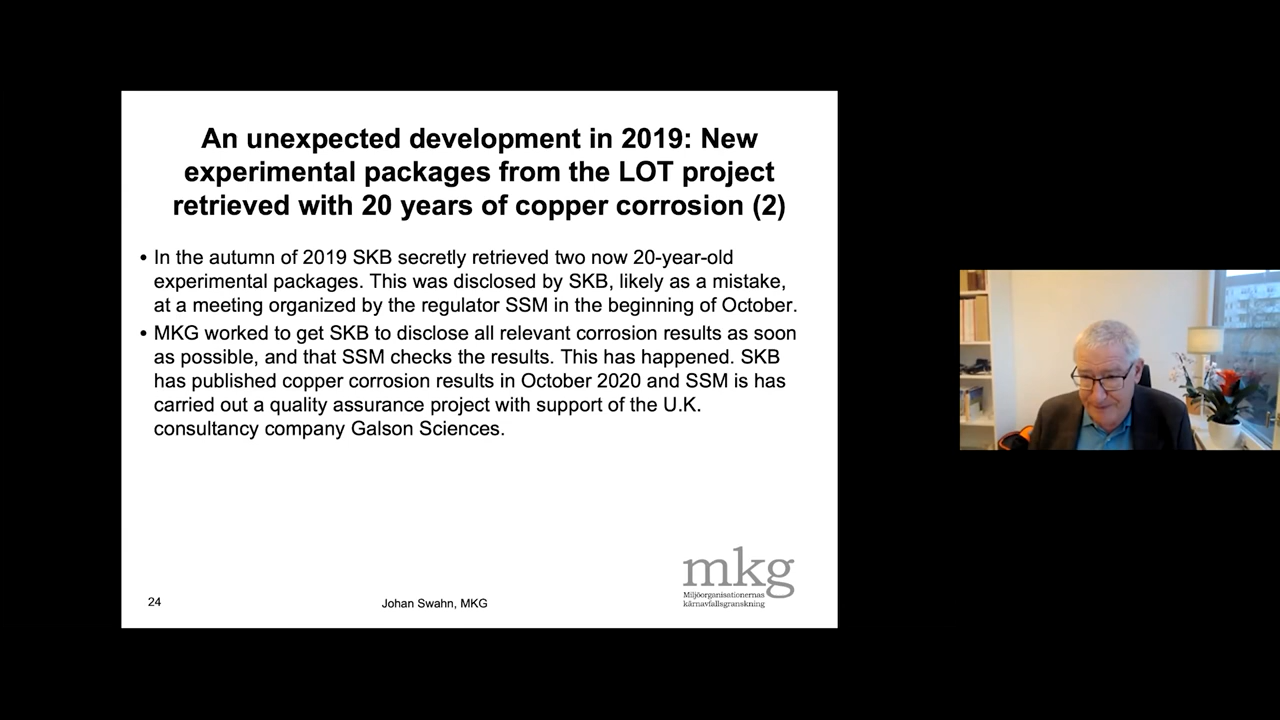 An unexpected development in 2019: New
experimental packages from the LOT project
retrieved with 20 years of copper corrosion (2)
• In the autumn of 2019 SKB secretly retrieved two now 20-year-old
experimental packages. This was disclosed by SKB, likely as a mistake,
at a meeting organized by the regulator SSM in the beginning of October.
• MKG worked to get SKB to disclose all relevant corrosion results as soon
as possible, and that SSM checks the results. This has happened. SKB
has published copper corrosion results in October 2020 and SSM is has
carried out a quality assurance project with support of the U.K.
consultancy company Galson Sciences.
mkg
Miljöorganisationernas
kärnavfallsgranskning
24
Johan Swahn, MKG